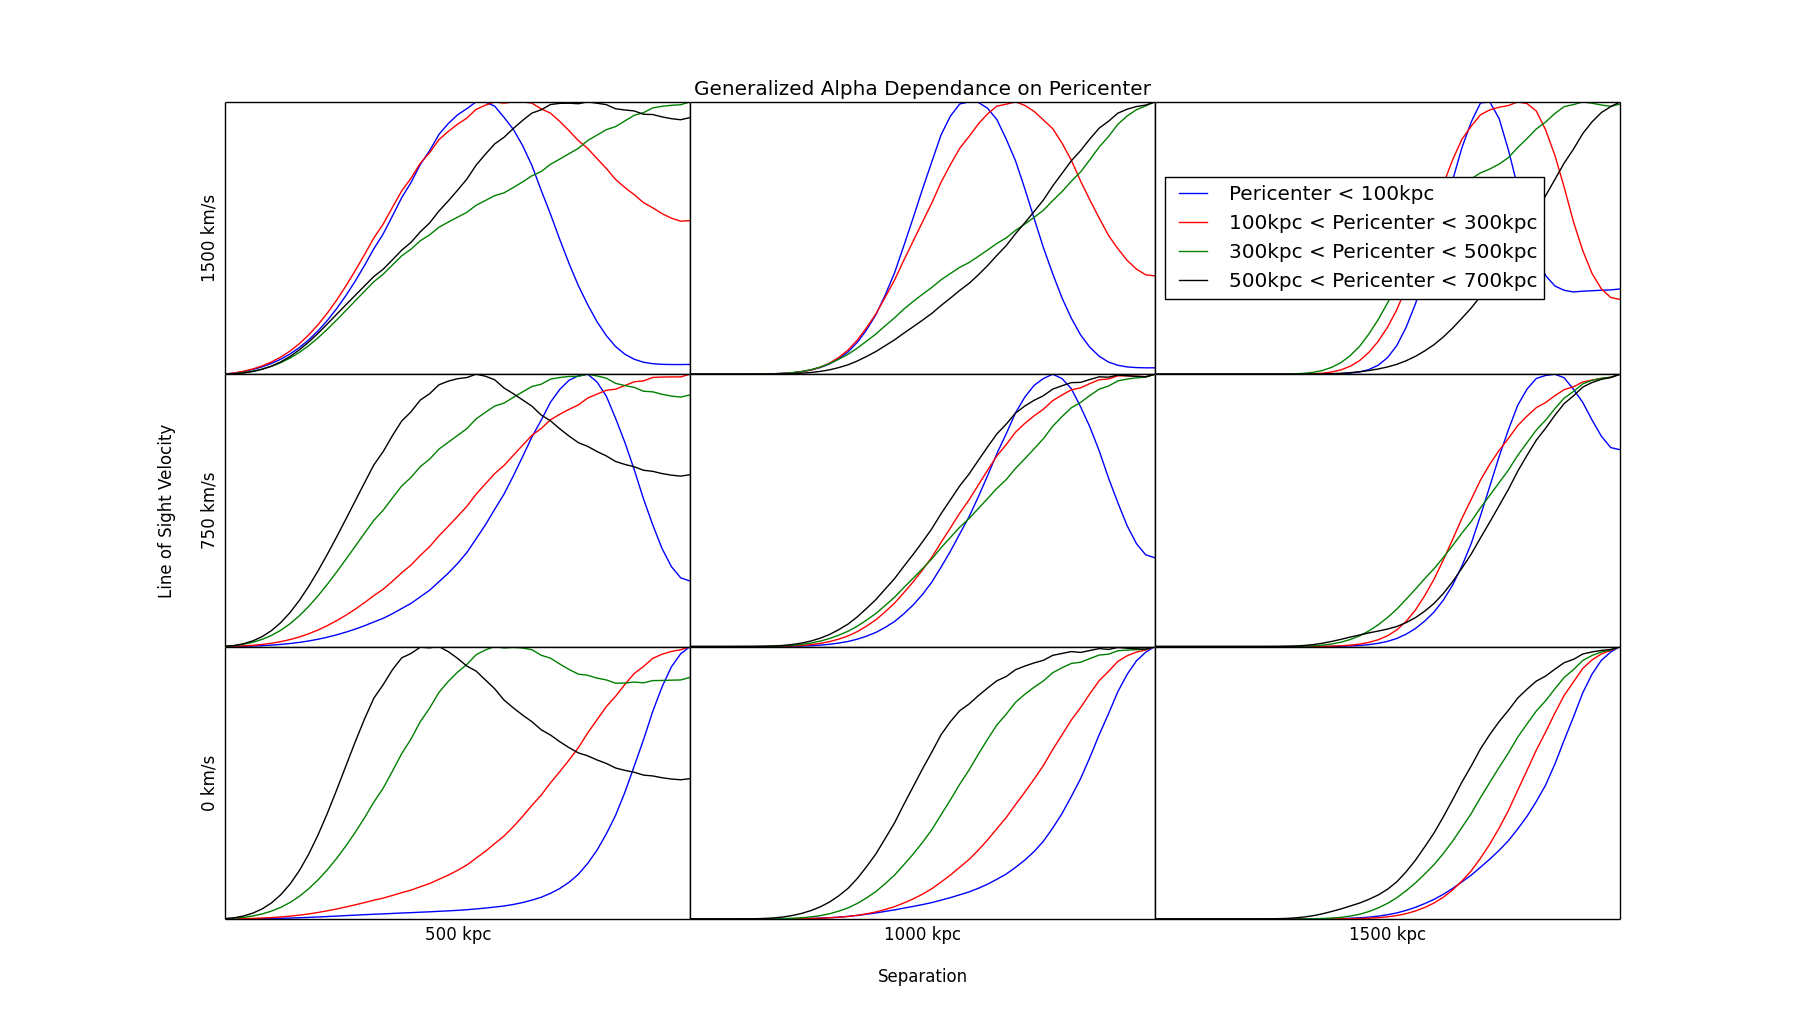 Generalized Alpha Dependance on Pericenter
1500 km/s
Pericenter < 100kpc
100kpc < Pericenter < 300kpc
300kpc < Pericenter < 500kpc
500kpc < Pericenter < 700kpc
Line of Sight Velocity
750 km/s
0 km/s
500 kpc
1000 kpc
1500 kpc
Separation